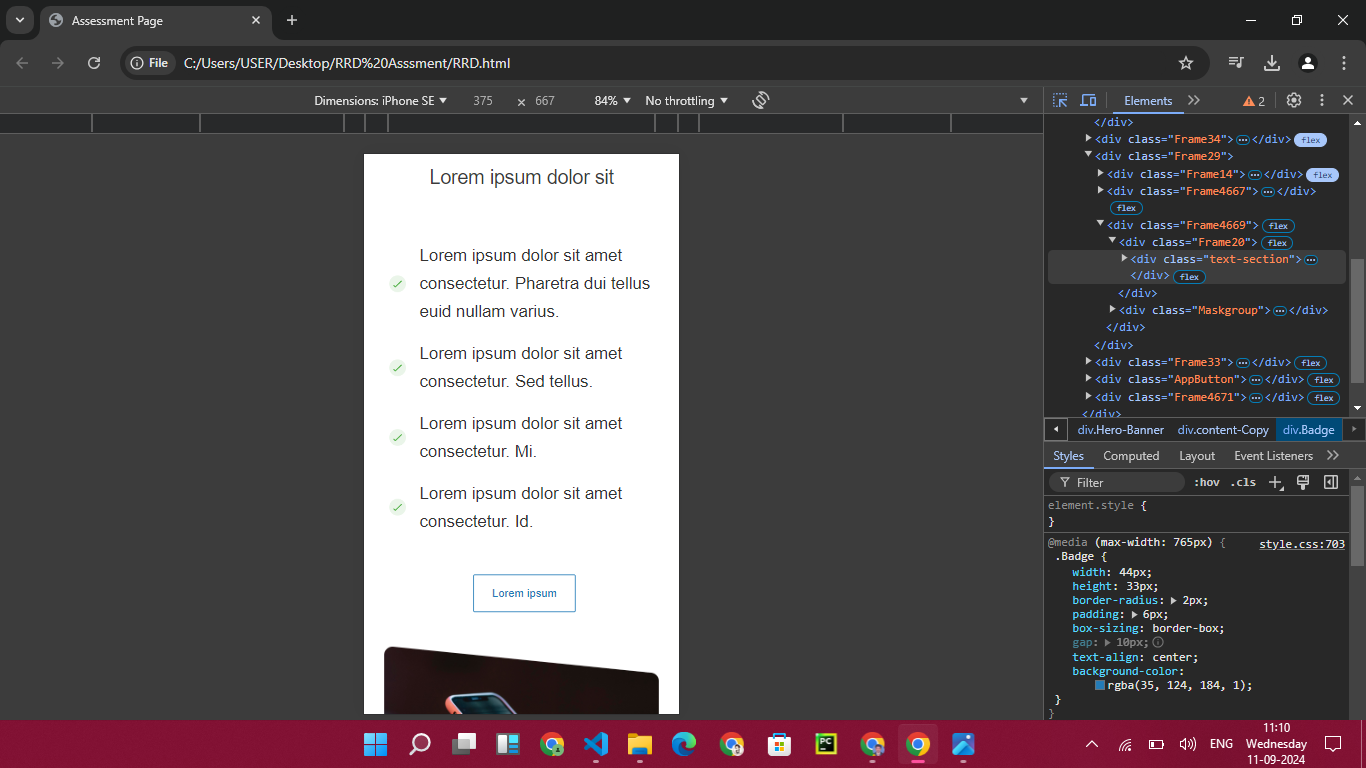 Assessment Page
File C:/Users/USER/Desktop/RRD%20Asssment/RRD.html
Dimensions: iPhone SE 375 × 667 84% No throttling
Lorem ipsum dolor sit
Lorem ipsum dolor sit amet
consectetur. Pharetra dui tellus
euid nullam varius.
Lorem ipsum dolor sit amet
consectetur. Sed tellus.
Lorem ipsum dolor sit amet
consectetur. Mi.
Lorem ipsum dolor sit amet
consectetur. Id.
Lorem ipsum
Elements 2
</div>
<div class="Frame34"> ••• </div> flex
<div class="Frame29">
<div class="Frame14"> ••• </div> flex
<div class="Frame4667"> ••• </div>
flex
<div class="Frame4669"> flex
<div class="Frame20"> flex
<div class="text-section"> •••
</div> flex
</div>
<div class="Maskgroup"> ••• </div>
</div>
</div>
<div class="Frame33"> ••• </div> flex
<div class="AppButton"> ••• </div> flex
<div class="Frame4671"> ••• </div> flex
</div>
div.Hero-Banner div.content-Copy div.Badge
Styles Computed Layout Event Listeners
Filter :hov .cls
element.style {
}
@media (max-width: 765px) { style.css:703
.Badge {
width: 44px;
height: 33px;
border-radius: 2px;
padding: 6px;
box-sizing: border-box;
gap: 10px;
text-align: center;
background-color:
rgba(35, 124, 184, 1);
}
}
PC
ENG
11:10
Wednesday
11-09-2024